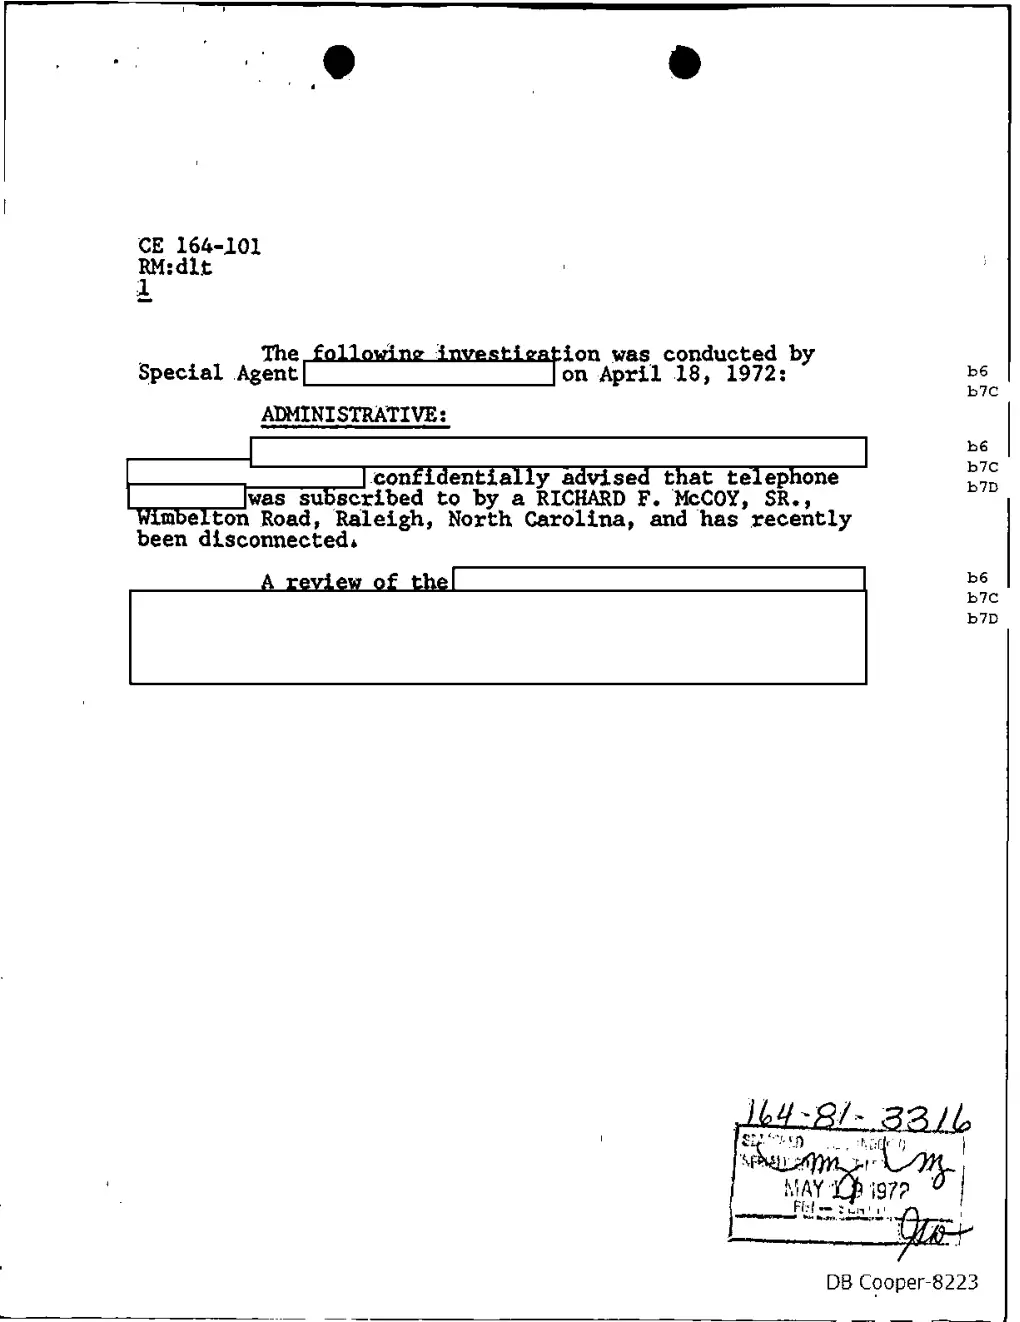 CE 164-101
RM:dlt
1
The following investigation was conducted by
Special Agent on April 18, 1972:
b6
b7C
ADMINISTRATIVE:
b6
confidentially advised that telephone
b7C
was subscribed to by a RICHARD F. McCOY, SR.,
b7D
Wimbelton Road, Raleigh, North Carolina, and has recently
been disconnected.
A review of the
b6
b7C
b7D
164-81-3316
MAY 1972
FBI
DB Cooper-8223